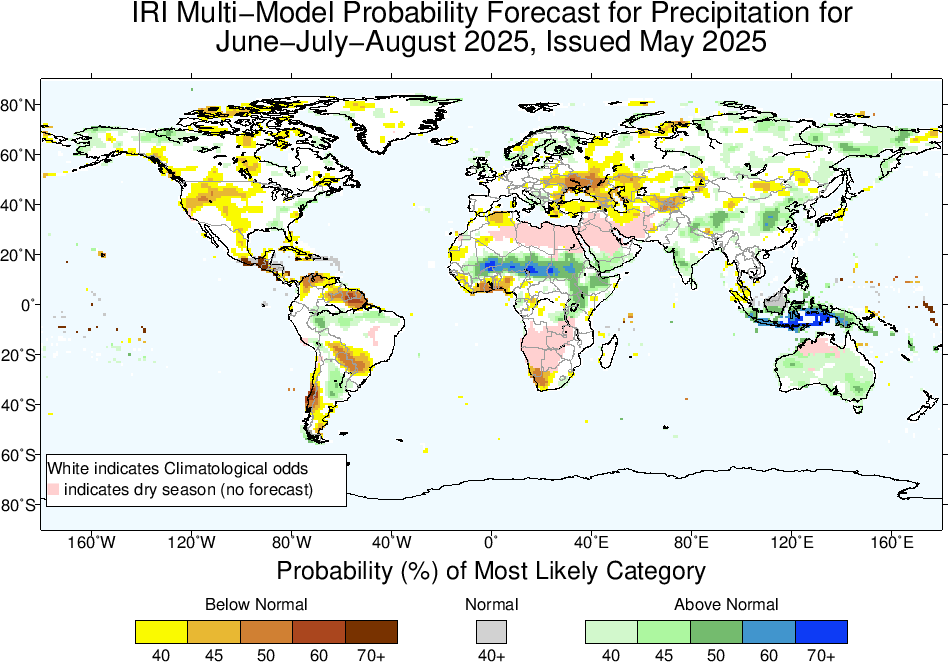 IRI Multi−Model Probability Forecast for Precipitation for
June−July−August 2025, Issued May 2025
80˚N
60˚N
40˚N
20˚N
0˚
20˚S
40˚S
60˚S
80˚S
White indicates Climatological odds
indicates dry season (no forecast)
160˚W 120˚W 80˚W 40˚W 0˚ 40˚E 80˚E 120˚E 160˚E
Probability (%) of Most Likely Category
Below Normal Normal Above Normal
40 45 50 60 70+ 40+ 40 45 50 60 70+